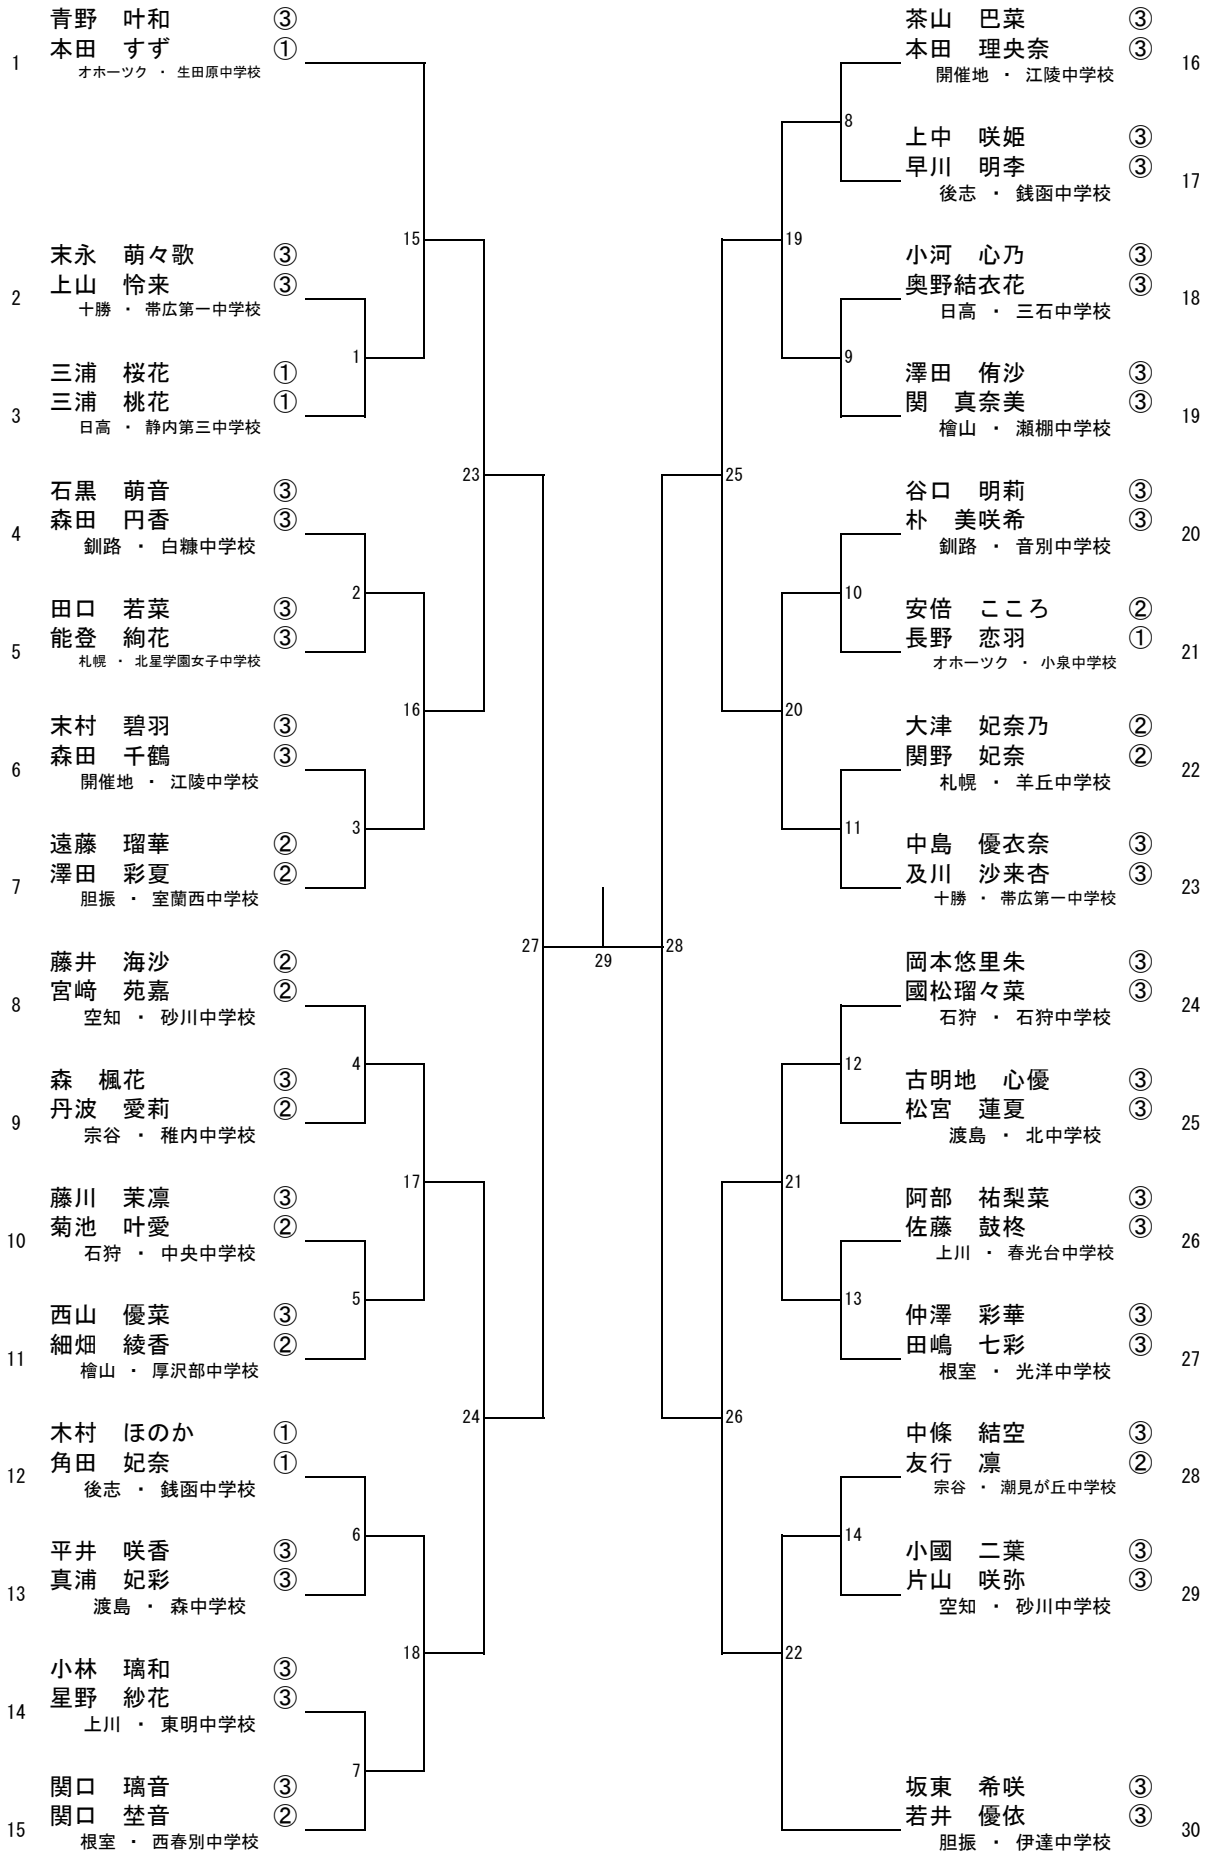 青野　叶和 ③
本田　すず ①
1
オホーツク ・ 生田原中学校
末永　萌々歌 ③
上山　怜来 ③
2
十勝 ・ 帯広第一中学校
三浦　桜花 ①
三浦　桃花 ①
3
日高 ・ 静内第三中学校
石黒　萌音 ③
森田　円香 ③
4
釧路 ・ 白糠中学校
田口　若菜 ③
能登　絢花 ③
5
札幌 ・ 北星学園女子中学校
末村　碧羽 ③
森田　千鶴 ③
6
開催地 ・ 江陵中学校
遠藤　瑠華 ②
澤田　彩夏 ②
7
胆振 ・ 室蘭西中学校
藤井　海沙 ②
宮﨑　苑嘉 ②
8
空知 ・ 砂川中学校
森　楓花 ③
丹波　愛莉 ②
9
宗谷 ・ 稚内中学校
藤川　茉凛 ③
菊池　叶愛 ②
10
石狩 ・ 中央中学校
西山　優菜 ③
細畑　綾香 ②
11
檜山 ・ 厚沢部中学校
木村　ほのか ①
角田　妃奈 ①
12
後志 ・ 銭函中学校
平井　咲香 ③
真浦　妃彩 ③
13
渡島 ・ 森中学校
小林　璃和 ③
星野　紗花 ③
14
上川 ・ 東明中学校
関口　璃音 ③
関口　埜音 ②
15
根室 ・ 西春別中学校
1
2
3
4
5
6
7
15
16
17
18
23
24
27
29
28
25
26
19
20
21
22
8
9
10
11
12
13
14
茶山　巴菜 ③
本田　理央奈 ③
16
開催地 ・ 江陵中学校
上中　咲姫 ③
早川　明李 ③
17
後志 ・ 銭函中学校
小河　心乃 ③
奥野結衣花 ③
18
日高 ・ 三石中学校
澤田　侑沙 ③
関　真奈美 ③
19
檜山 ・ 瀬棚中学校
谷口　明莉 ③
朴　美咲希 ③
20
釧路 ・ 音別中学校
安倍　こころ ②
長野　恋羽 ①
21
オホーツク ・ 小泉中学校
大津　妃奈乃 ②
関野　妃奈 ②
22
札幌 ・ 羊丘中学校
中島　優衣奈 ③
及川　沙来杏 ③
23
十勝 ・ 帯広第一中学校
岡本悠里朱 ③
國松瑠々菜 ③
24
石狩 ・ 石狩中学校
古明地　心優 ③
松宮　蓮夏 ③
25
渡島 ・ 北中学校
阿部　祐梨菜 ③
佐藤　鼓柊 ③
26
上川 ・ 春光台中学校
仲澤　彩華 ③
田嶋　七彩 ③
27
根室 ・ 光洋中学校
中條　結空 ③
友行　凛 ②
28
宗谷 ・ 潮見が丘中学校
小國　二葉 ③
片山　咲弥 ③
29
空知 ・ 砂川中学校
坂東　希咲 ③
若井　優依 ③
30
胆振 ・ 伊達中学校